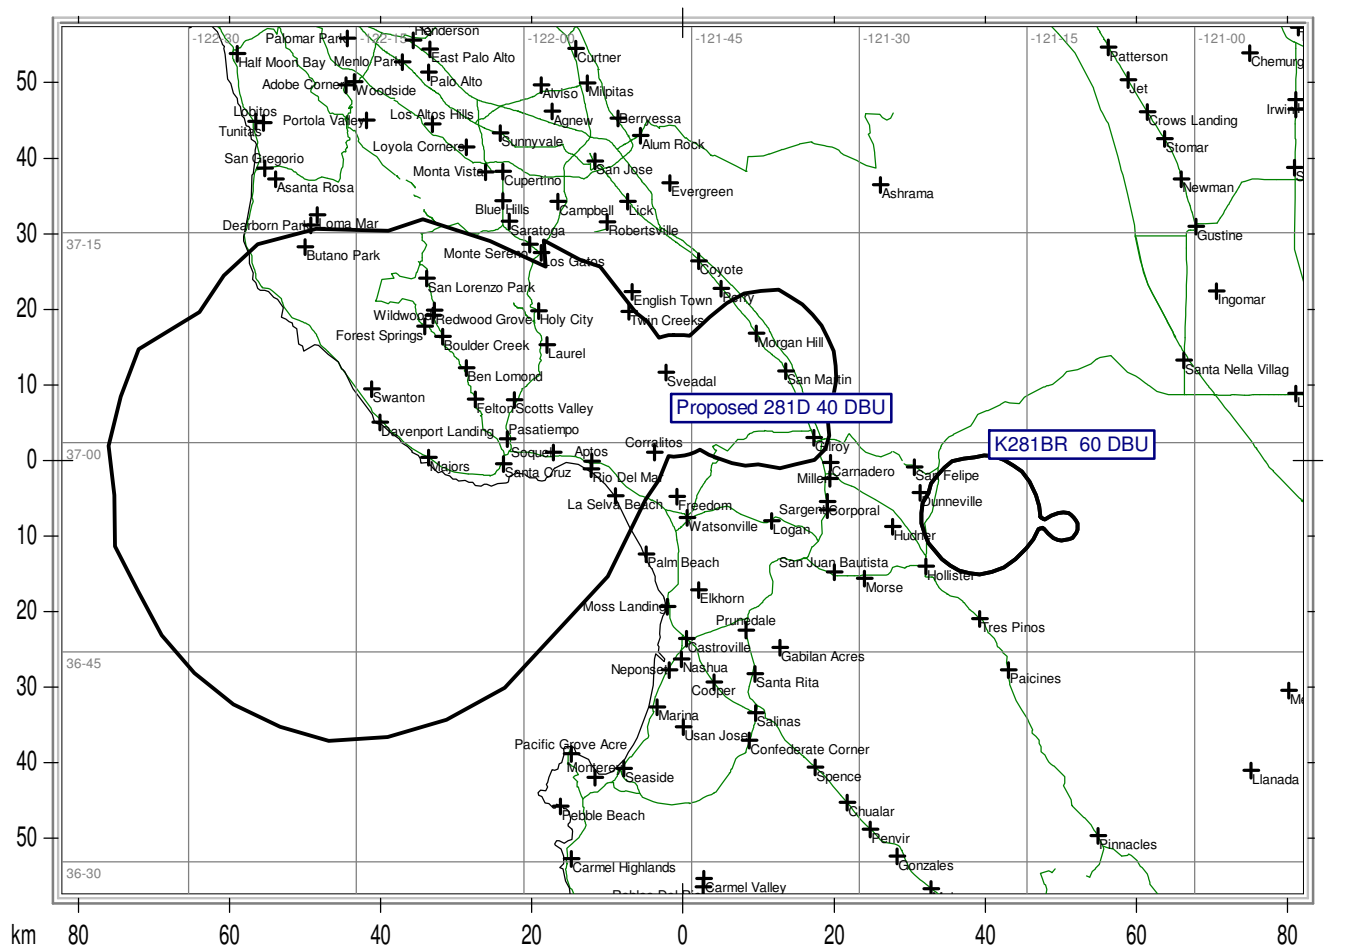 -122-30
-122-15
-122-00
-121-45
-121-30
-121-15
-121-00
Palomar Park
Henderson
East Palo Alto
Curtner
Patterson
Half Moon Bay
Menlo Park
Palo Alto
Jet
50
Adobe Corner
Woodside
Alviso
Milpitas
Lobitos
Tunitas
Portola Valley
Los Altos Hills
Agnew
Berryessa
Crows Landing
Irwin
Loyola Corners
Sunnyvale
Alum Rock
Stomar
40
San Gregorio
Asanta Rosa
Monta Vista
Cupertino
San Jose
Evergreen
Ashrama
Newman
Dearborn Park
Loma Mar
Blue Hills
Campbell
Lick
Saratoga
Robertsville
Gustine
30
37-15
Butano Park
Monte Sereno
Los Gatos
Coyote
San Lorenzo Park
English Town
Perry
Ingomar
20
Wildwood
Redwood Grove
Holy City
Twin Creeks
Forest Springs
Boulder Creek
Laurel
Morgan Hill
Santa Nella Villag
Ben Lomond
Sveadal
San Martin
10
Swanton
Felton
Scotts Valley
Proposed 281D 40 DBU
Davenport Landing
Pasatiempo
Corralitos
Gilroy
K281BR 60 DBU
37-00
0
Majors
Soquel
Aptos
Santa Cruz
Rio Del Mar
Carnadero
San Felipe
Miller
Dunneville
La Selva Beach
Freedom
Sargent
Corporal
Watsonville
Logan
Hudner
10
Palm Beach
San Juan Bautista
Morse
Hollister
Moss Landing
Elkhorn
20
Prunedale
Tres Pinos
Castroville
Gabilan Acres
36-45
Neponset
Nashua
Cooper
Santa Rita
Paicines
30
Marina
Usan Jose
Salinas
Pacific Grove Acre
Confederate Corner
40
Monterey
Seaside
Spence
Llanada
Pebble Beach
Chualar
50
Penvir
Pinnacles
Carmel Highlands
Gonzales
36-30
Carmel Valley
km
80
60
40
20
0
20
40
60
80